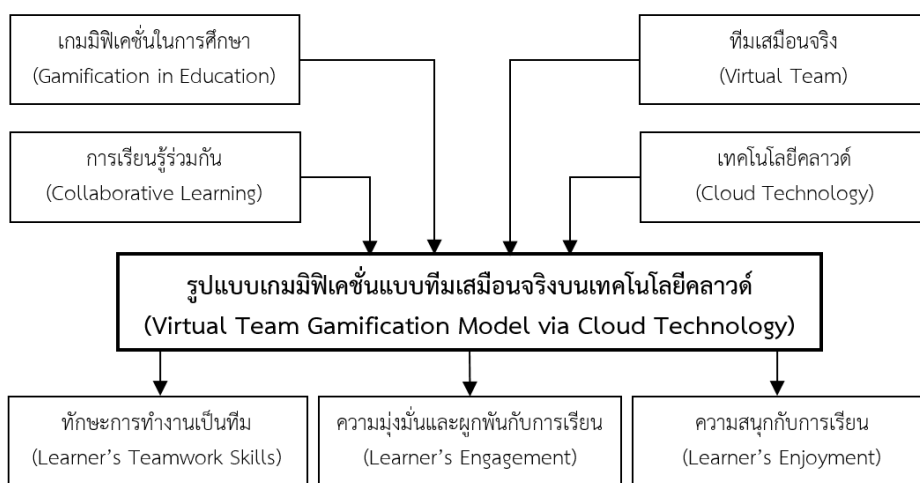 เกมมิฟิเคชั่นในการศึกษา
(Gamification in Education)
ทีมเสมือนจริง
(Virtual Team)
การเรียนรู้ร่วมกัน
(Collaborative Learning)
เทคโนโลยีคลาวด์
(Cloud Technology)
รูปแบบเกมมิฟิเคชั่นแบบทีมเสมือนจริงบนเทคโนโลยีคลาวด์
(Virtual Team Gamification Model via Cloud Technology)
ทักษะการทำงานเป็นทีม
(Learner's Teamwork Skills)
ความมุ่งมั่นและผูกพันกับการเรียน
(Learner's Engagement)
ความสนุกกับการเรียน
(Learner's Enjoyment)